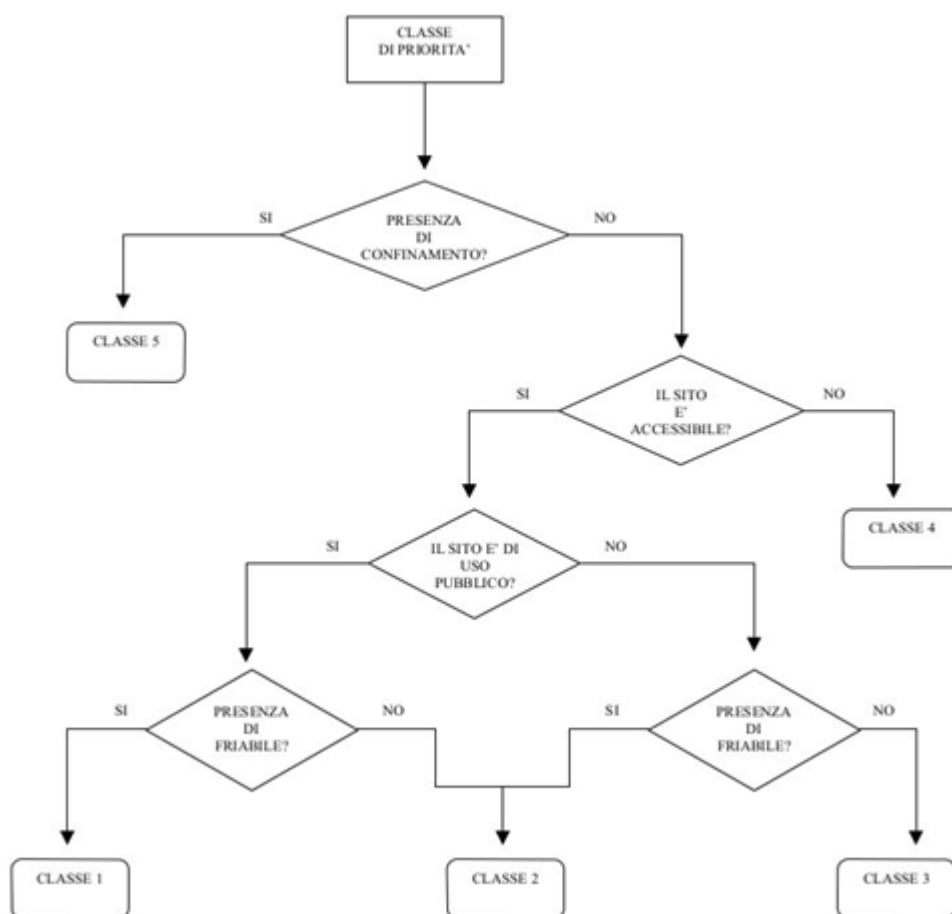 CLASSE
DI PRIORITA'
SI
NO
PRESENZA
DI
CONFINAMENTO?
CLASSE 5
SI
NO
IL SITO
E'
ACCESSIBILE?
CLASSE 4
SI
NO
IL SITO E' DI
USO
PUBBLICO?
SI
NO
PRESENZA
DI
FRIABILE?
SI
NO
PRESENZA
DI
FRIABILE?
CLASSE 1
CLASSE 2
CLASSE 3